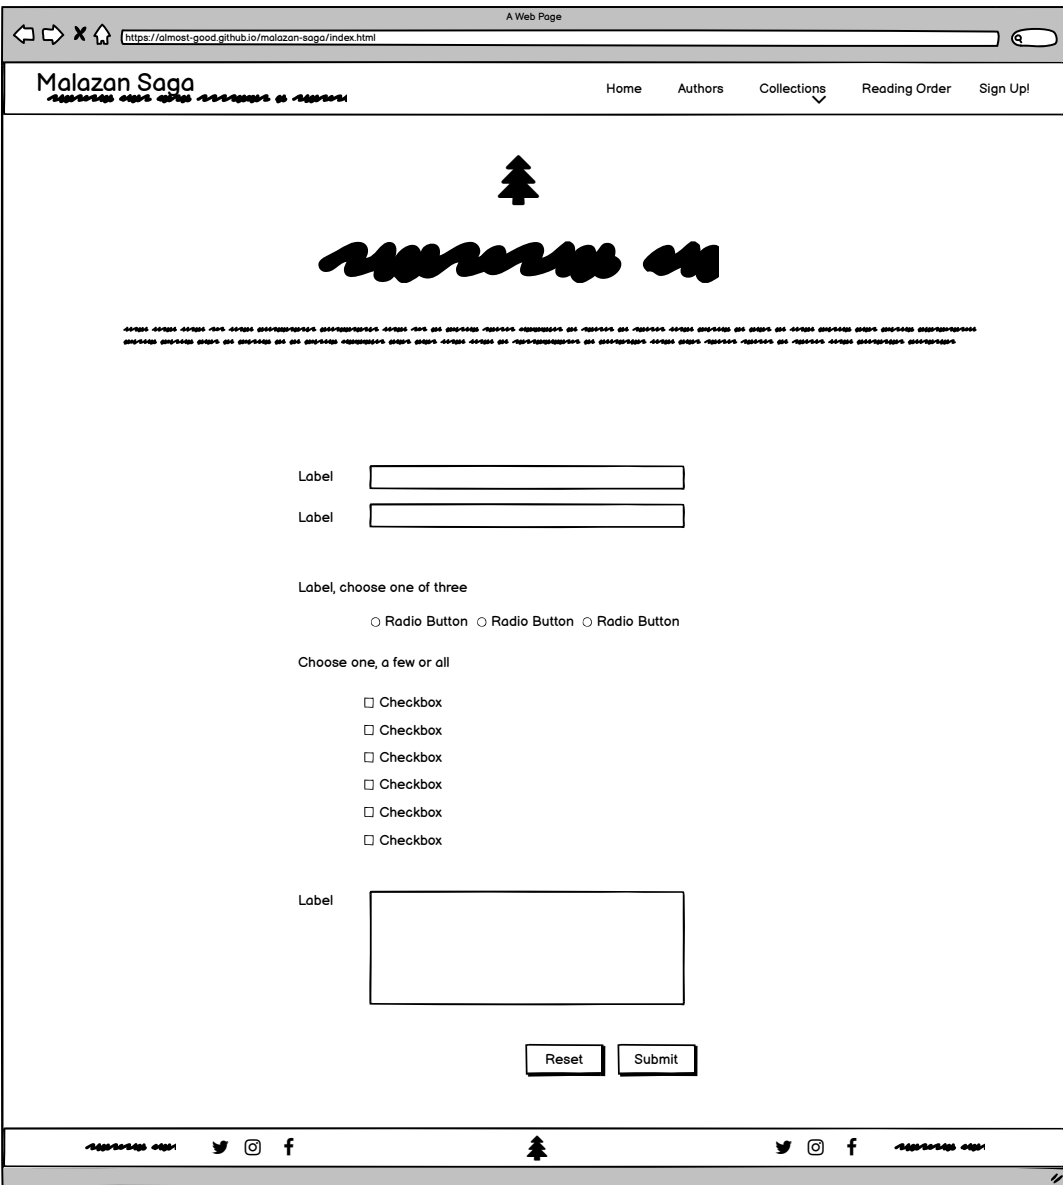 A Web Page
https://almost-good.github.io/malazan-saga/index.html
Malazan Saga
Home Authors Collections Reading Order Sign Up!
Label
Label
Label, choose one of three
Radio Button Radio Button Radio Button
Choose one, a few or all
Checkbox
Checkbox
Checkbox
Checkbox
Checkbox
Checkbox
Label
Reset Submit